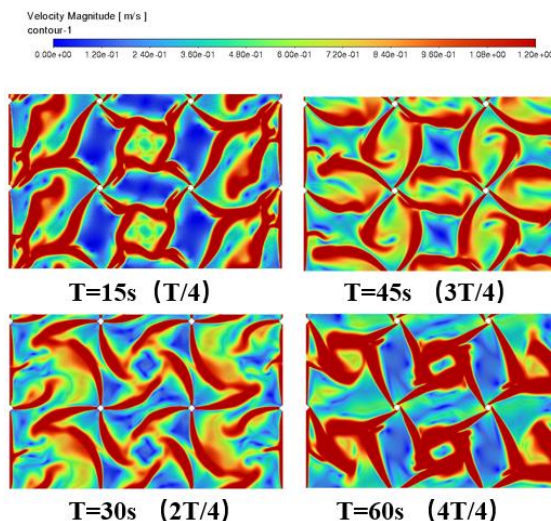 Velocity Magnitude [ m/s ]
contour-1
0.00e+00 1.20e-01 2.40e-01 3.60e-01 4.80e-01 6.00e-01 7.20e-01 8.40e-01 9.60e-01 1.08e+00 1.20e+00
T=15s （T/4）
T=45s （3T/4）
T=30s （2T/4）
T=60s （4T/4）